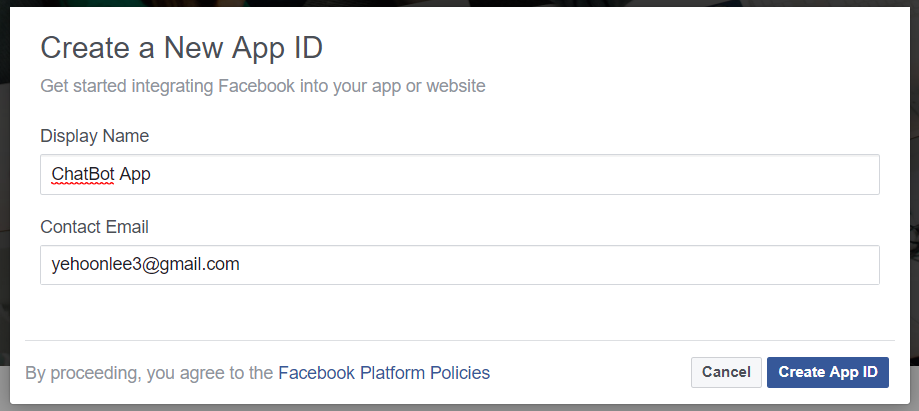 Create a New App ID
Get started integrating Facebook into your app or website
Display Name
ChatBot App
Contact Email
yehoonlee3@gmail.com
By proceeding, you agree to the Facebook Platform Policies
Cancel
Create App ID